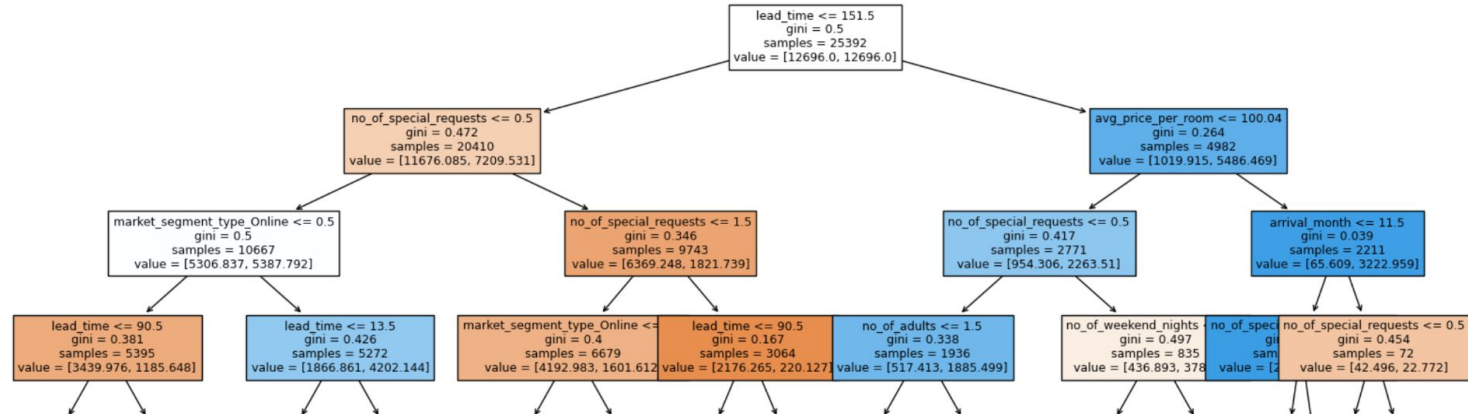 lead_time <= 151.5
gini = 0.5
samples = 25392
value = [12696.0, 12696.0]
no_of_special_requests <= 0.5
gini = 0.472
samples = 20410
value = [11676.085, 7209.531]
avg_price_per_room <= 100.04
gini = 0.264
samples = 4982
value = [1019.915, 5486.469]
market_segment_type_Online <= 0.5
gini = 0.5
samples = 10667
value = [5306.837, 5387.792]
no_of_special_requests <= 1.5
gini = 0.346
samples = 9743
value = [6369.248, 1821.739]
no_of_special_requests <= 0.5
gini = 0.417
samples = 2771
value = [954.306, 2263.51]
arrival_month <= 11.5
gini = 0.039
samples = 2211
value = [65.609, 3222.959]
lead_time <= 90.5
gini = 0.381
samples = 5395
value = [3439.976, 1185.648]
lead_time <= 13.5
gini = 0.426
samples = 5272
value = [1866.861, 4202.144]
market_segment_type_Online <=
gini = 0.4
samples = 6679
value = [4192.983, 1601.612
lead_time <= 90.5
gini = 0.167
samples = 3064
value = [2176.265, 220.127]
no_of_adults <= 1.5
gini = 0.338
samples = 1936
value = [517.413, 1885.499]
no_of_weekend_nights
gini = 0.497
samples = 835
value = [436.893, 378
no_of_speci
no_of_special_requests <= 0.5
gini = 0.454
samples = 72
value = [42.496, 22.772]